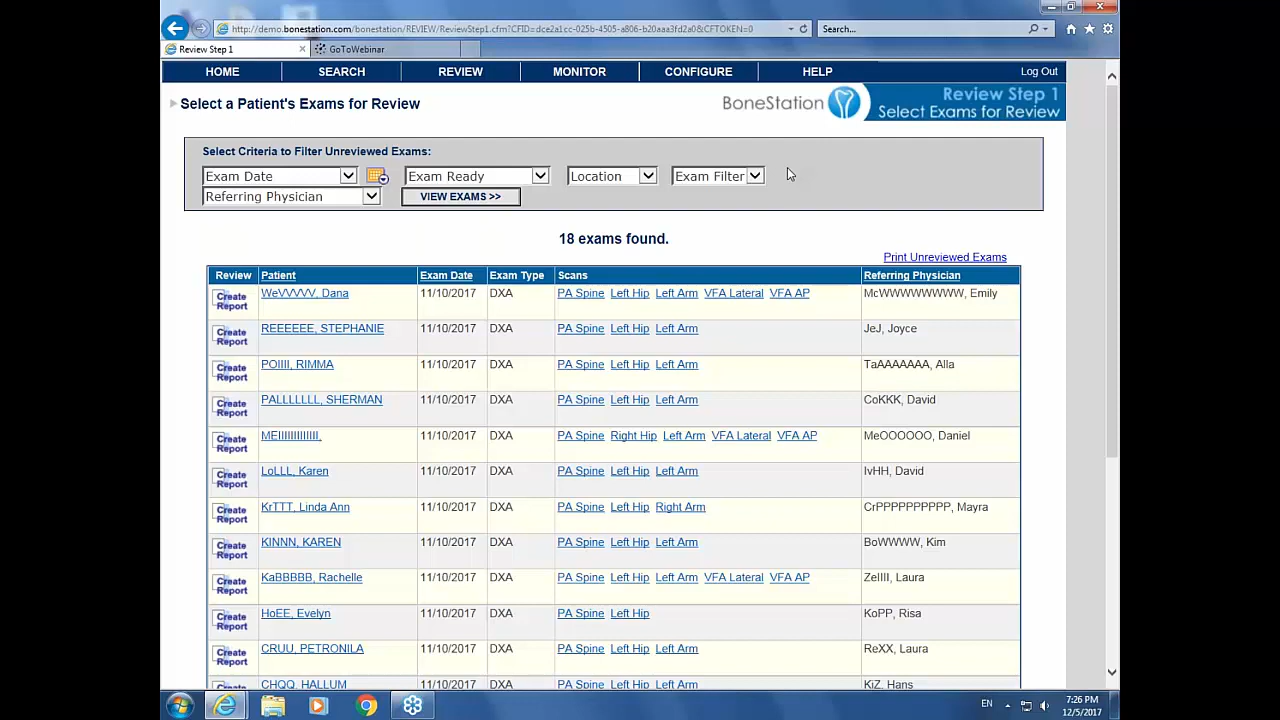 http://demo.bonestation.com/bonestation/REVIEW/ReviewStep1.cfm?CFID=dce2a1cc-025b-4505-a806-b20aaa3fd2a0&CFTOKEN=0
Search...
Review Step 1
GoToWebinar
HOME SEARCH REVIEW MONITOR CONFIGURE HELP Log Out
Select a Patient's Exams for Review
BoneStation
Review Step 1
Select Exams for Review
Select Criteria to Filter Unreviewed Exams:
Exam Date Exam Ready Location Exam Filter
Referring Physician VIEW EXAMS >>
18 exams found.
Print Unreviewed Exams
Review Patient Exam Date Exam Type Scans Referring Physician
Create Report WeVVVVV, Dana 11/10/2017 DXA PA Spine Left Hip Left Arm VFA Lateral VFA AP McWWWWWWWW, Emily
Create Report REEEEEE, STEPHANIE 11/10/2017 DXA PA Spine Left Hip Left Arm JeJ, Joyce
Create Report POIIII, RIMMA 11/10/2017 DXA PA Spine Left Hip Left Arm TaAAAAAAA, Alla
Create Report PALLLLLLL, SHERMAN 11/10/2017 DXA PA Spine Left Hip Left Arm CoKKK, David
Create Report MEIIIIIIIIIIIII, 11/10/2017 DXA PA Spine Right Hip Left Arm VFA Lateral VFA AP MeOOOOOO, Daniel
Create Report LoLLL, Karen 11/10/2017 DXA PA Spine Left Hip Left Arm IvHH, David
Create Report KrTTT, Linda Ann 11/10/2017 DXA PA Spine Left Hip Right Arm CrPPPPPPPPPP, Mayra
Create Report KINNN, KAREN 11/10/2017 DXA PA Spine Left Hip Left Arm BoWWWW, Kim
Create Report KaBBBBB, Rachelle 11/10/2017 DXA PA Spine Left Hip Left Arm VFA Lateral VFA AP ZeIIII, Laura
Create Report HoEE, Evelyn 11/10/2017 DXA PA Spine Left Hip KoPP, Risa
Create Report CRUU, PETRONILA 11/10/2017 DXA PA Spine Left Hip Left Arm ReXX, Laura
Create CHQQ, HALLUM 11/10/2017 DXA PA Spine Left Hip Left Arm KiZ, Hans
EN
7:26 PM
12/5/2017